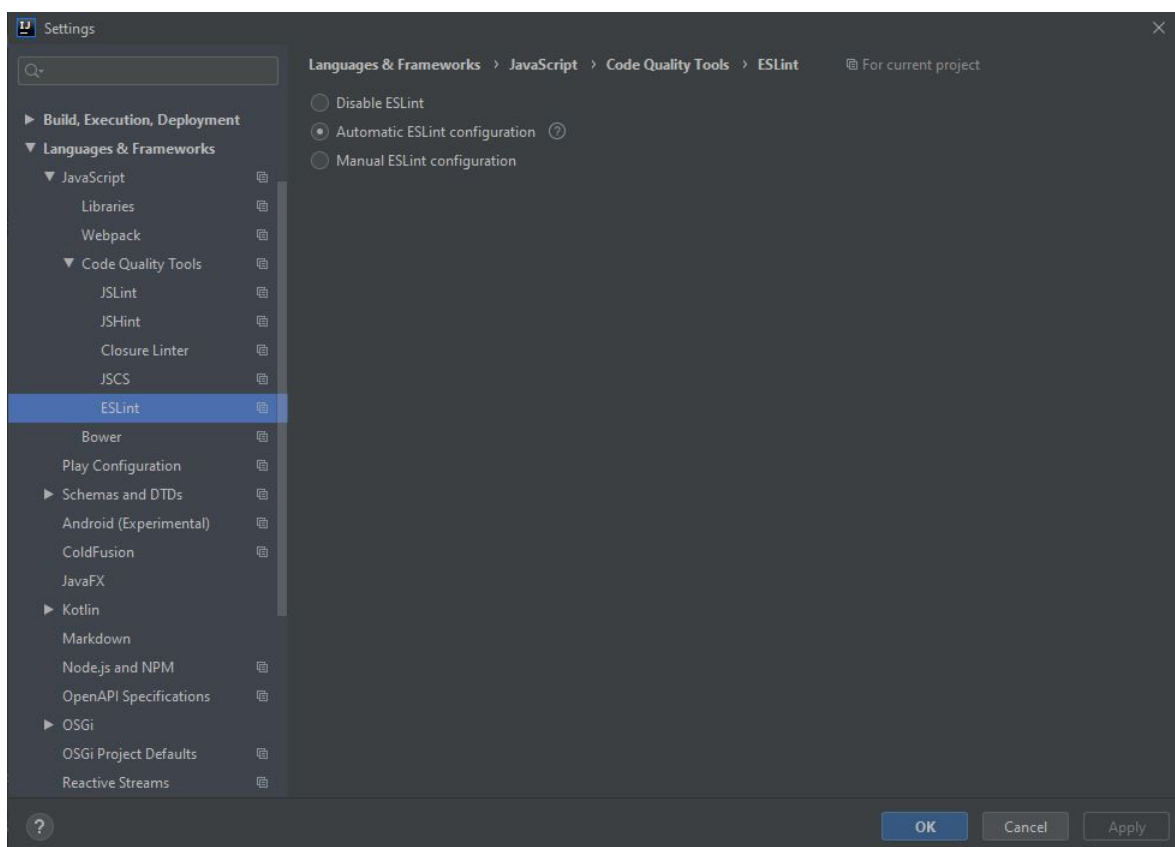 IJ Settings
Languages & Frameworks › JavaScript › Code Quality Tools › ESLint For current project
Disable ESLint
Automatic ESLint configuration ?
Manual ESLint configuration
Build, Execution, Deployment
Languages & Frameworks
JavaScript
Libraries
Webpack
Code Quality Tools
JSLint
JSHint
Closure Linter
JSCS
ESLint
Bower
Play Configuration
Schemas and DTDs
Android (Experimental)
ColdFusion
JavaFX
Kotlin
Markdown
Node.js and NPM
OpenAPI Specifications
OSGi
OSGi Project Defaults
Reactive Streams
? OK Cancel Apply